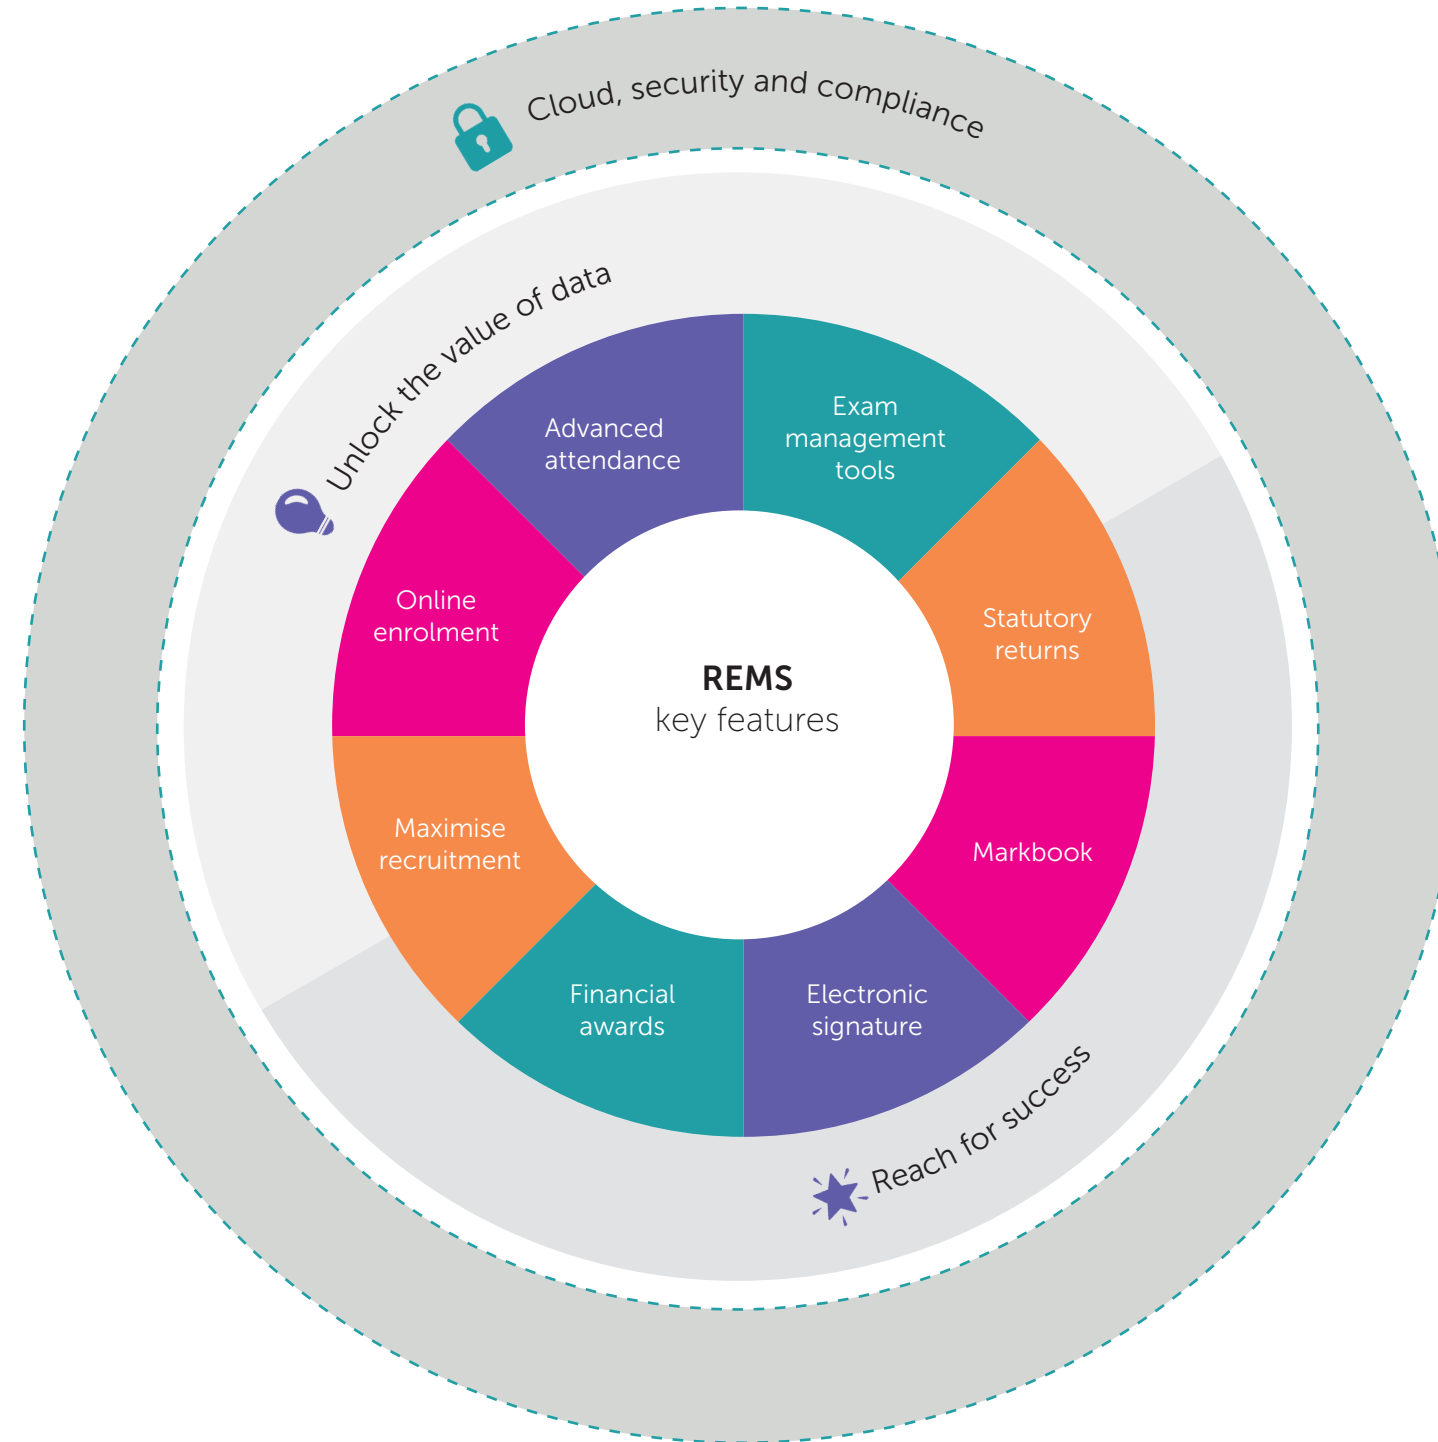 Cloud, security and compliance
Unlock the value of data
Advanced
attendance
Exam
management
tools
Online
enrolment
Statutory
returns
REMS
key features
Maximise
recruitment
Markbook
Financial
awards
Electronic
signature
Reach for success